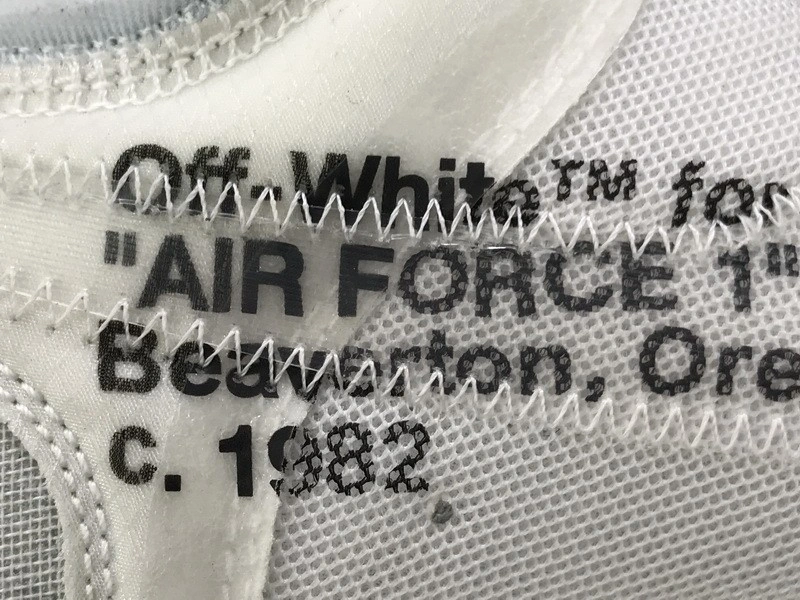 Off-White™ for
"AIR FORCE 1"
Beaverton, Ore
c. 1982